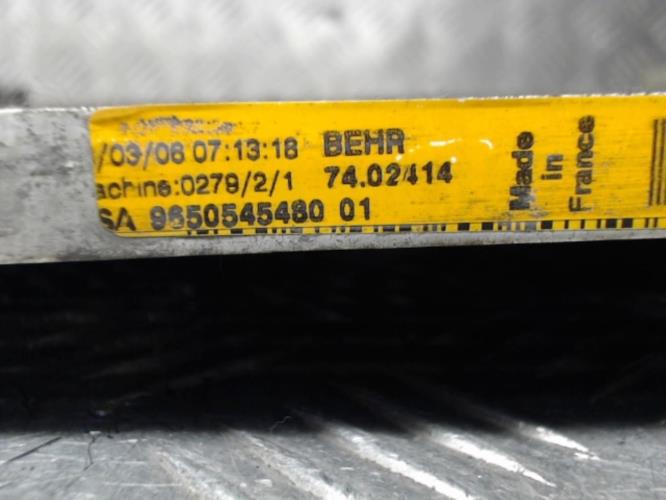 /03/06 07:13:18 BEHR
achine:0279/2/1 74.02414
SA 9650545480 01
Made
in
France